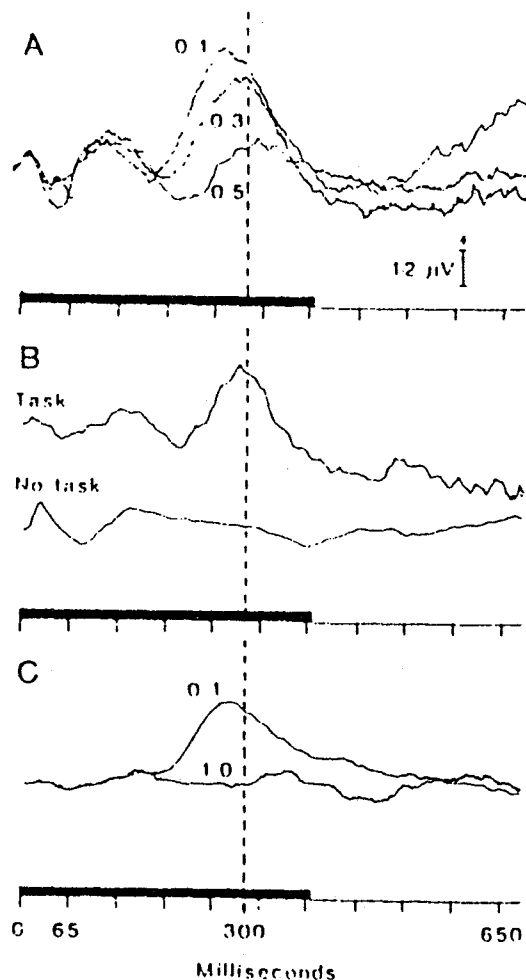 A
0.1
0.3
0.5
12 µV
B
Task
No task
C
0.1
1.0
0 65 300 650
Milliseconds